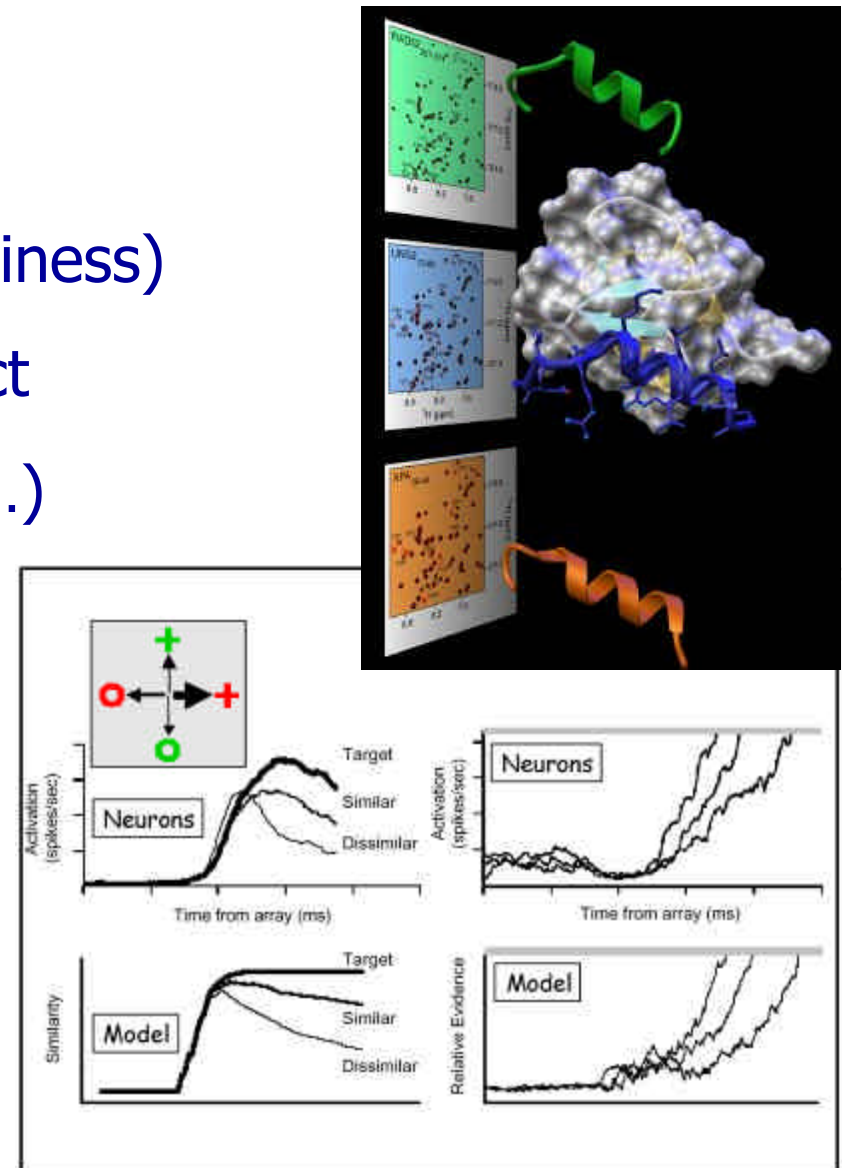 iness)
ct
.)
Neurons
Activation
(spikes/sec)
Target
Similar
Dissimilar
Time from array (ms)
Neurons
Activation
(spikes/sec)
Time from array (ms)
Model
Similarity
Target
Similar
Dissimilar
Model
Relative Evidence